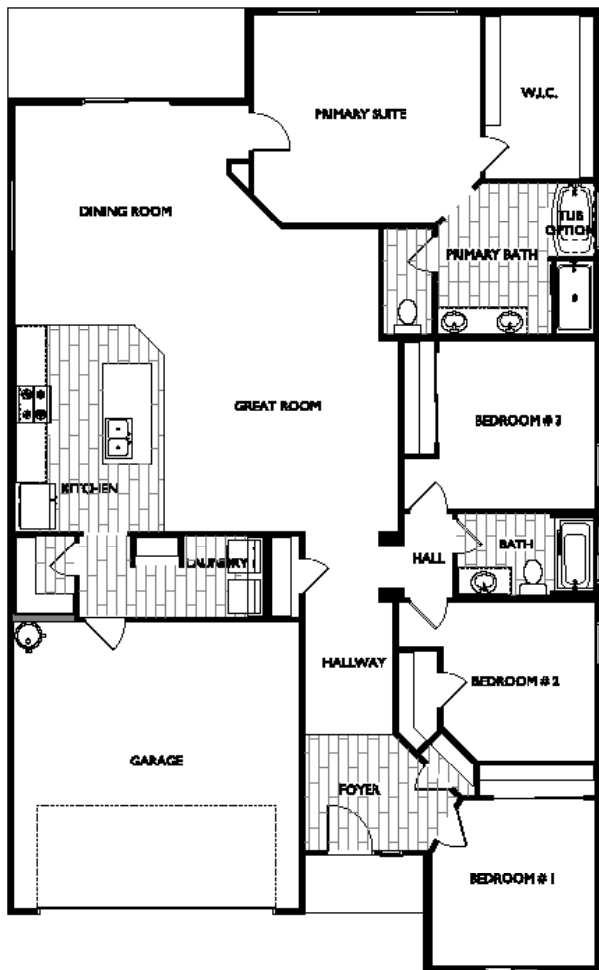 PRIMARY SUITE
W.I.C.
DINING ROOM
TUB
OPTION
PRIMARY BATH
GREAT ROOM
BEDROOM # 3
KITCHEN
BATH
HALL
LAUNDRY
HALLWAY
BEDROOM # 2
GARAGE
FOYER
BEDROOM # 1